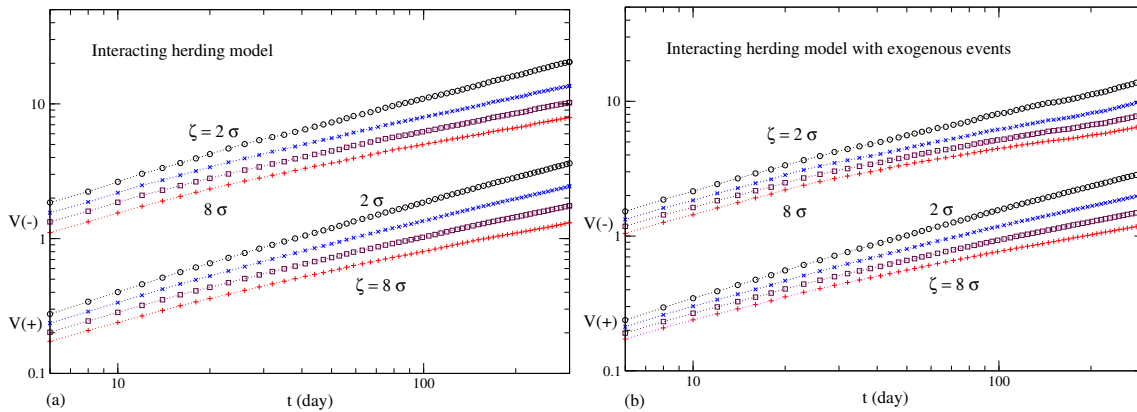 Interacting herding model
10
ζ = 2 σ
8 σ
2 σ
V(-)
1
ζ = 8 σ
V(+)
0.1
10
100
(a)
t (day)
Interacting herding model with exogenous events
10
ζ = 2 σ
8 σ
2 σ
V(-)
1
ζ = 8 σ
V(+)
0.1
10
100
(b)
t (day)